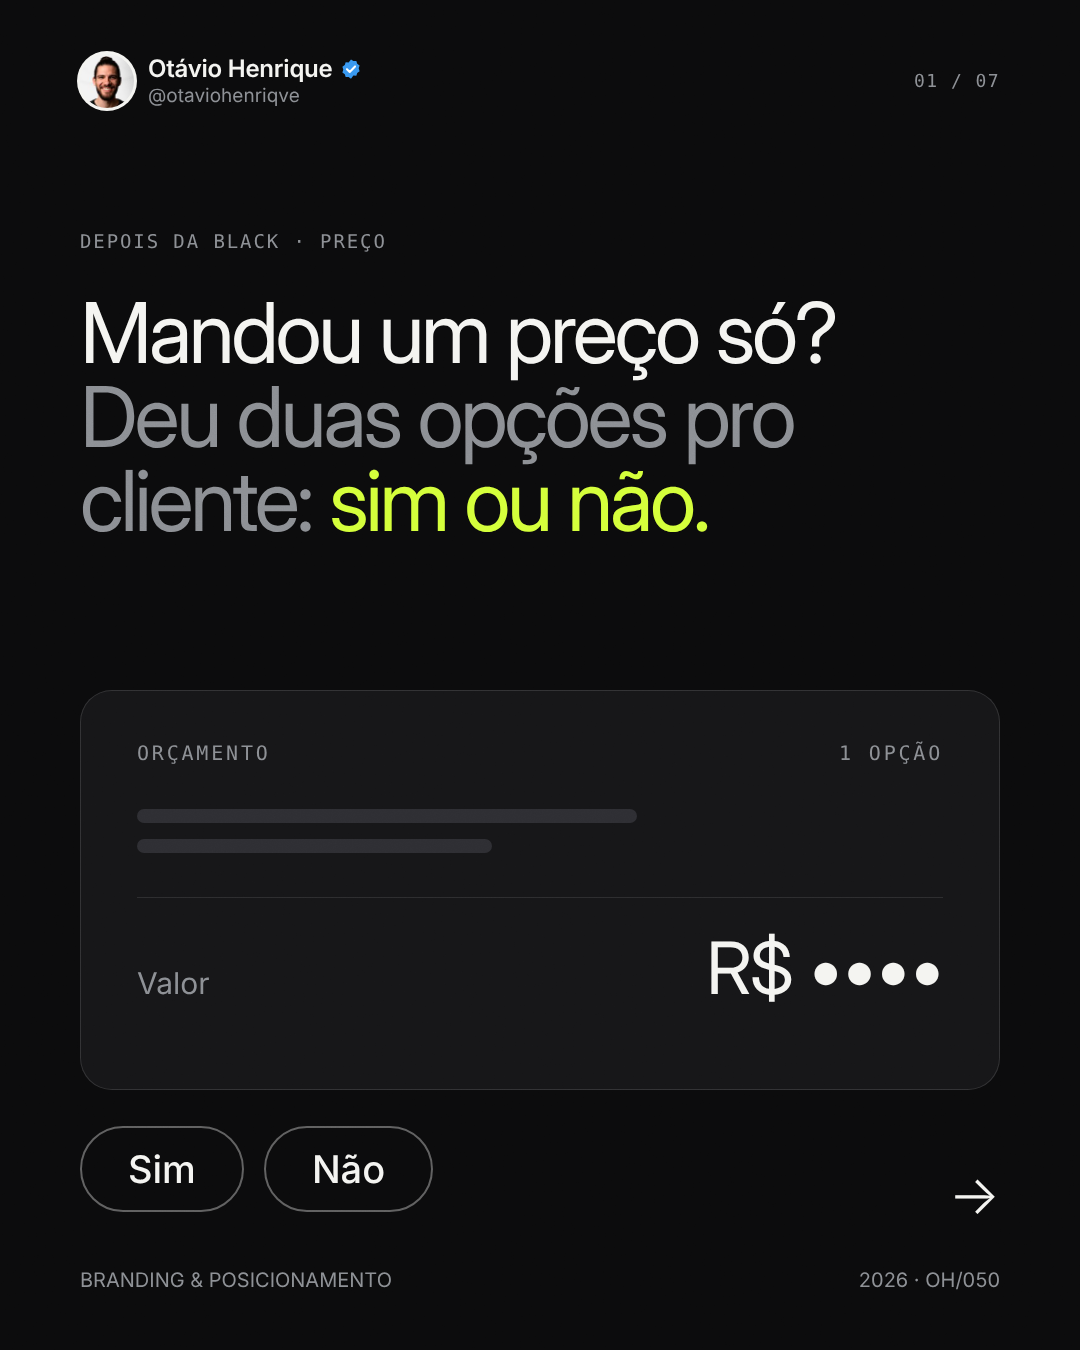 Otávio Henrique
@otaviohenriqve
01 / 07
DEPOIS DA BLACK · PREÇO
Mandou um preço só?
Deu duas opções pro
cliente: sim ou não.
ORÇAMENTO
1 OPÇÃO
Valor
R$ ••••
Sim
Não
BRANDING & POSICIONAMENTO
2026 · OH/050